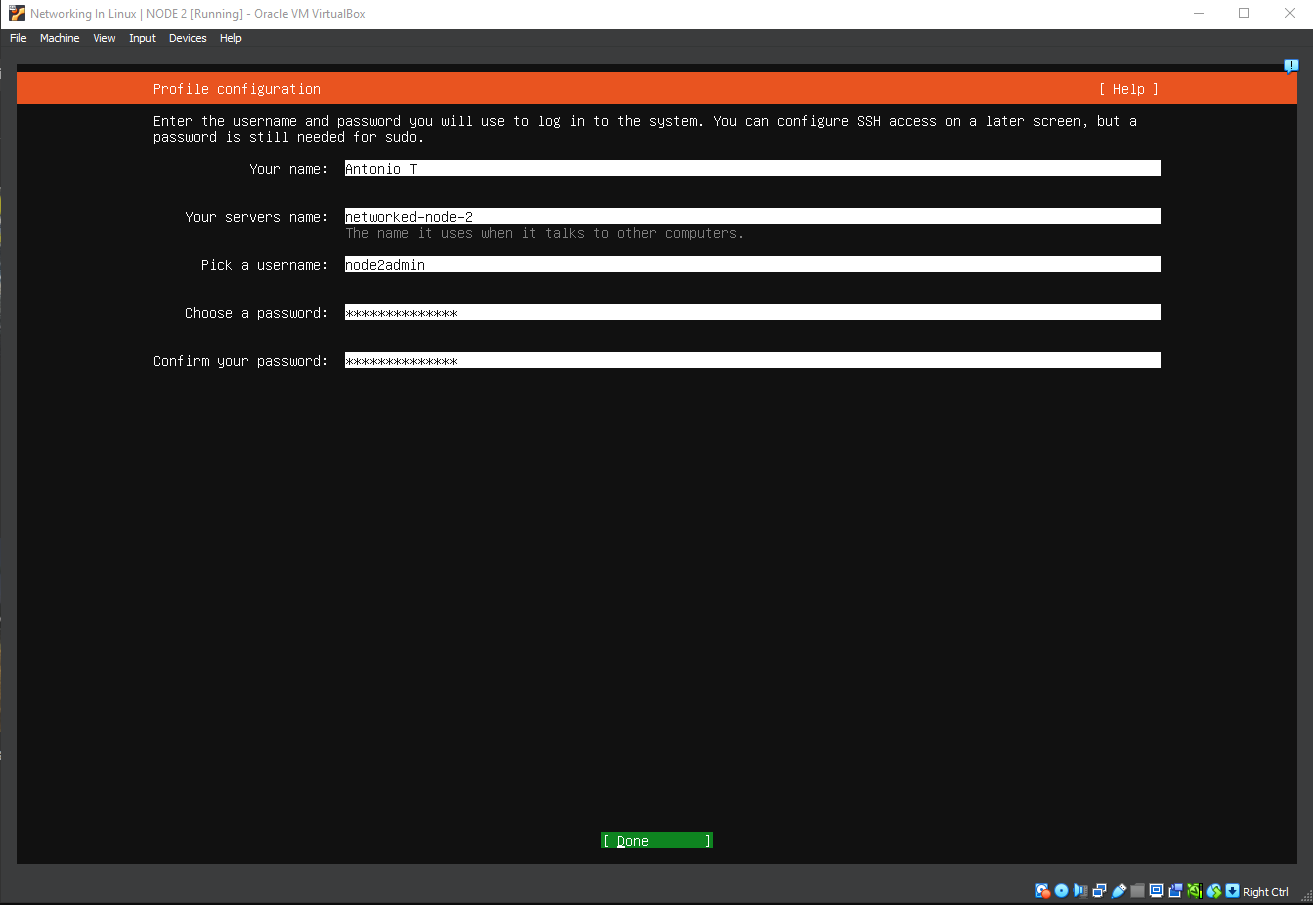 Networking In Linux | NODE 2 [Running] - Oracle VM VirtualBox
File Machine View Input Devices Help
Profile configuration [ Help ]
Enter the username and password you will use to log in to the system. You can configure SSH access on a later screen, but a
password is still needed for sudo.
Your name: Antonio T
Your servers name: networked-node-2
The name it uses when it talks to other computers.
Pick a username: node2admin
Choose a password: **************
Confirm your password: **************
[ Done ]
Right Ctrl